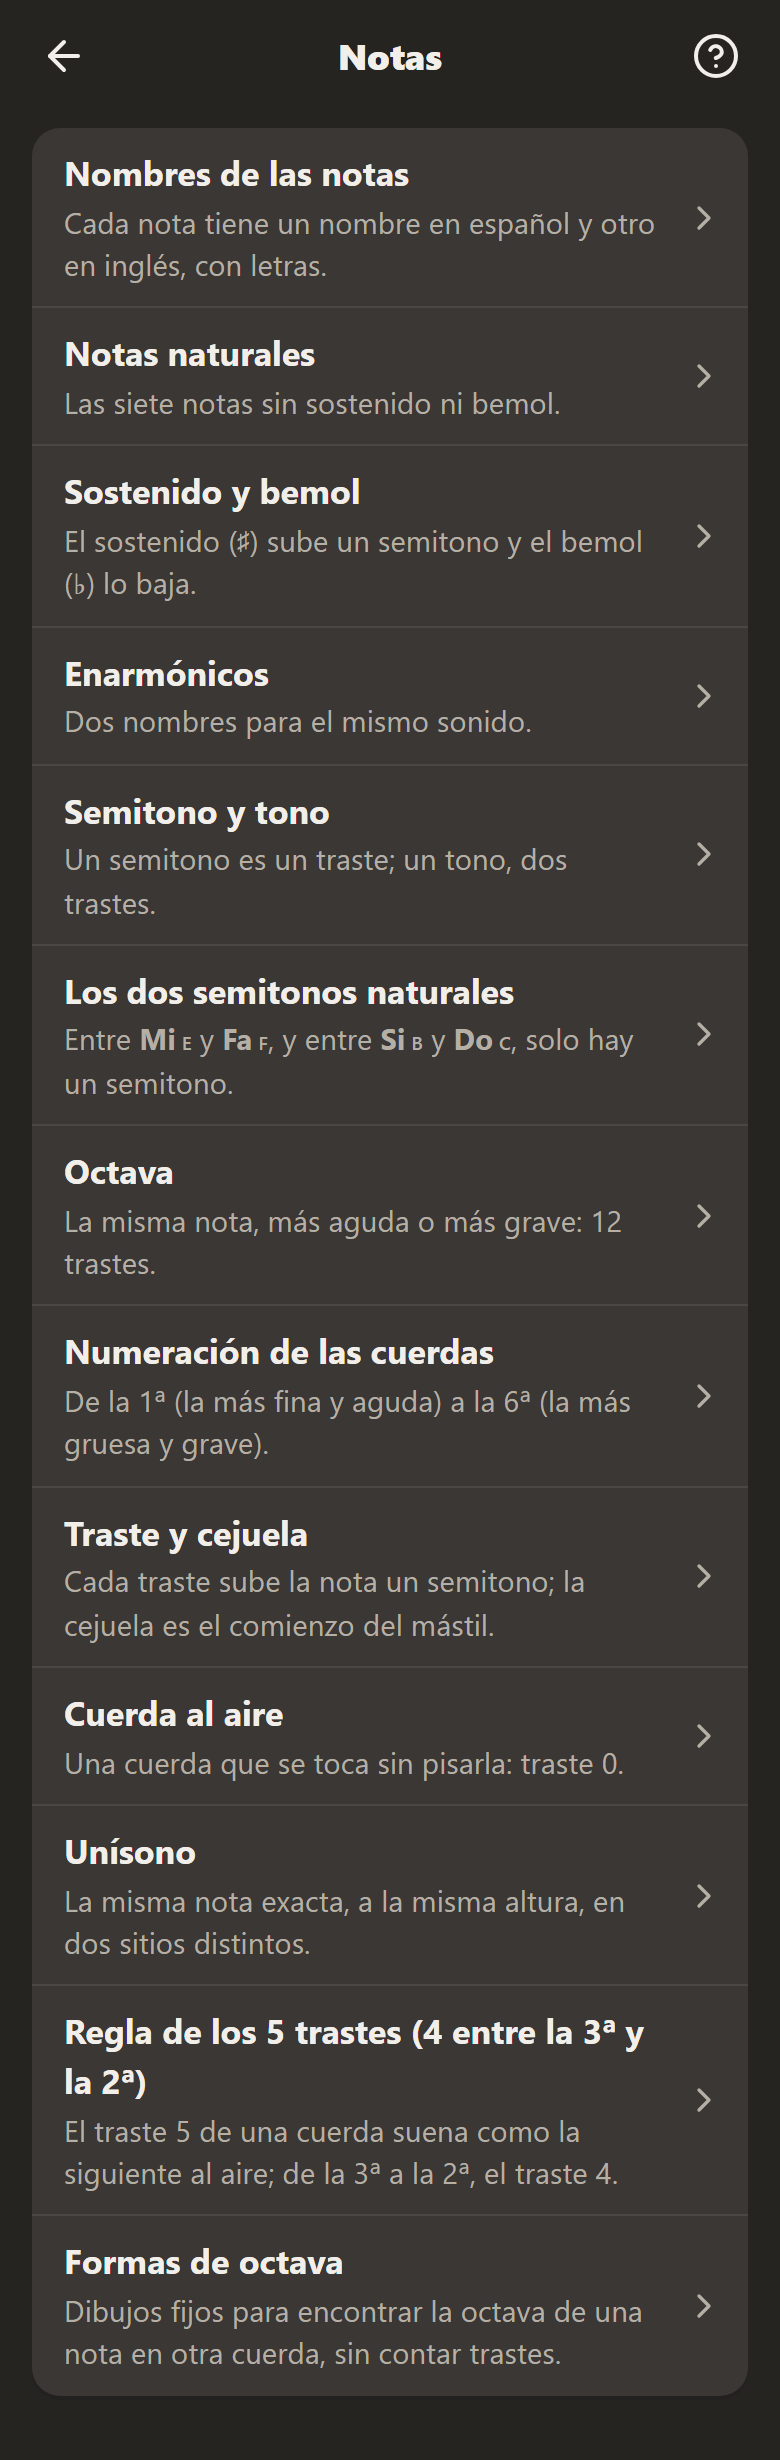 Notas
Nombres de las notas
Cada nota tiene un nombre en español y otro
en inglés, con letras.
Notas naturales
Las siete notas sin sostenido ni bemol.
Sostenido y bemol
El sostenido (♯) sube un semitono y el bemol
(♭) lo baja.
Enarmónicos
Dos nombres para el mismo sonido.
Semitono y tono
Un semitono es un traste; un tono, dos
trastes.
Los dos semitonos naturales
Entre Mi E y Fa F, y entre Si B y Do C, solo hay
un semitono.
Octava
La misma nota, más aguda o más grave: 12
trastes.
Numeración de las cuerdas
De la 1ª (la más fina y aguda) a la 6ª (la más
gruesa y grave).
Traste y cejuela
Cada traste sube la nota un semitono; la
cejuela es el comienzo del mástil.
Cuerda al aire
Una cuerda que se toca sin pisarla: traste 0.
Unísono
La misma nota exacta, a la misma altura, en
dos sitios distintos.
Regla de los 5 trastes (4 entre la 3ª y
la 2ª)
El traste 5 de una cuerda suena como la
siguiente al aire; de la 3ª a la 2ª, el traste 4.
Formas de octava
Dibujos fijos para encontrar la octava de una
nota en otra cuerda, sin contar trastes.